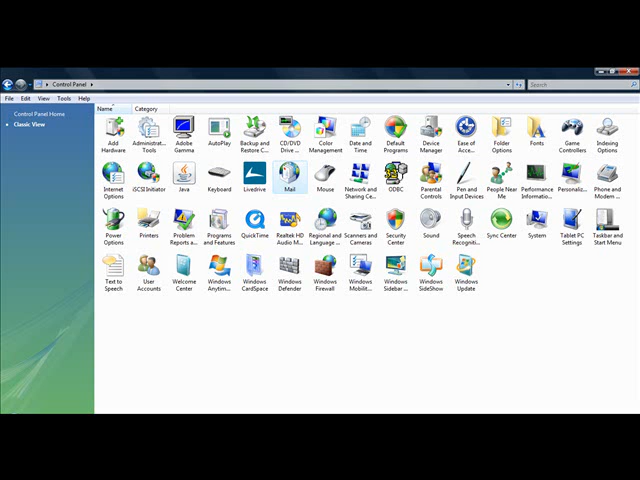 Control Panel
Search
File Edit View Tools Help
Control Panel Home
Classic View
Name Category
Add Hardware
Administrat... Tools
Adobe Gamma
AutoPlay
Backup and Restore C...
CD/DVD Drive ...
Color Management
Date and Time
Default Programs
Device Manager
Ease of Acce...
Folder Options
Fonts
Game Controllers
Indexing Options
Internet Options
iSCSI Initiator
Java
Keyboard
Livedrive
Mail
Mouse
Network and Sharing Ce...
ODBC
Parental Controls
Pen and Input Devices
People Near Me
Performance Informatio...
Personaliz...
Phone and Modem ...
Power Options
Printers
Problem Reports a...
Programs and Features
QuickTime
Realtek HD Audio M...
Regional and Language ...
Scanners and Cameras
Security Center
Sound
Speech Recogniti...
Sync Center
System
Tablet PC Settings
Taskbar and Start Menu
Text to Speech
User Accounts
Welcome Center
Windows Anytim...
Windows CardSpace
Windows Defender
Windows Firewall
Windows Mobilit...
Windows Sidebar ...
Windows SideShow
Windows Update